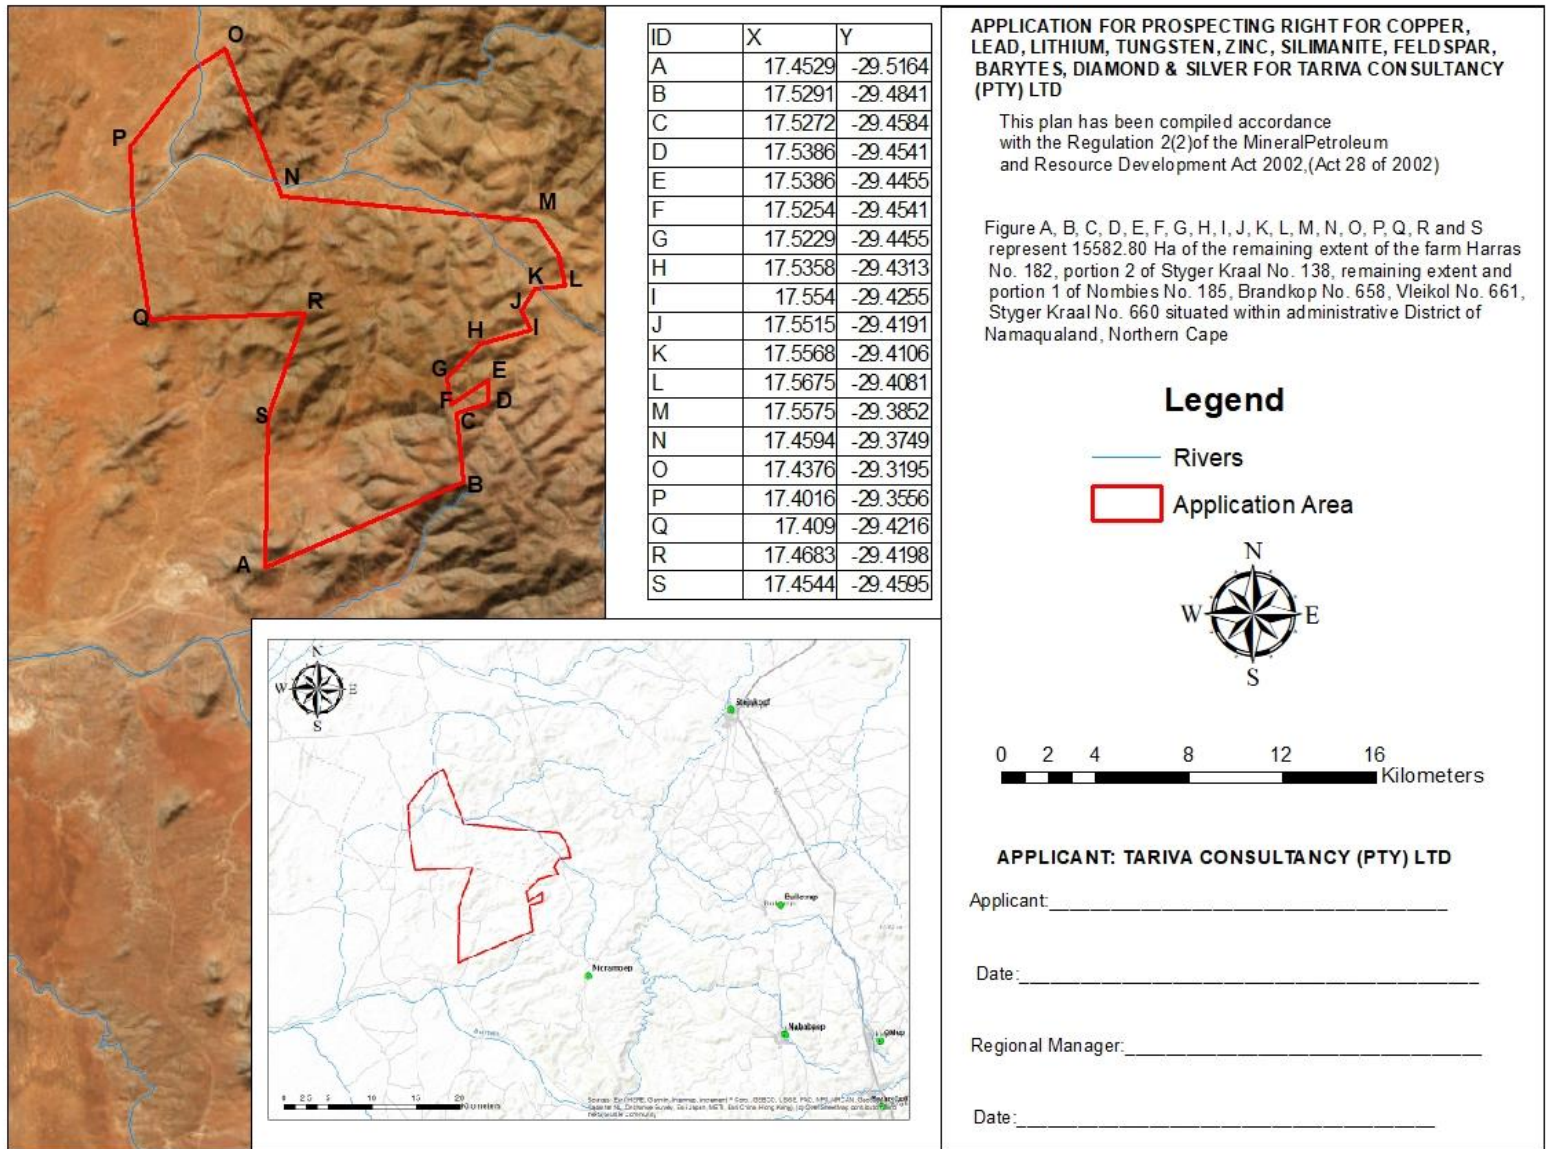 O
P
N
M
K
L
J
I
R
Q
H
G
E
F
D
C
S
B
A
ID X Y
A 17.4529 -29.5164
B 17.5291 -29.4841
C 17.5272 -29.4584
D 17.5386 -29.4541
E 17.5386 -29.4455
F 17.5254 -29.4541
G 17.5229 -29.4455
H 17.5358 -29.4313
I 17.554 -29.4255
J 17.5515 -29.4191
K 17.5568 -29.4106
L 17.5675 -29.4081
M 17.5575 -29.3852
N 17.4594 -29.3749
O 17.4376 -29.3195
P 17.4016 -29.3556
Q 17.409 -29.4216
R 17.4683 -29.4198
S 17.4544 -29.4595
APPLICATION FOR PROSPECTING RIGHT FOR COPPER,
LEAD, LITHIUM, TUNGSTEN, ZINC, SILIMANITE, FELDSPAR,
BARYTES, DIAMOND & SILVER FOR TARIVA CONSULTANCY
(PTY) LTD
This plan has been compiled accordance
with the Regulation 2(2)of the MineralPetroleum
and Resource Development Act 2002,(Act 28 of 2002)
Figure A, B, C, D, E, F, G, H, I, J, K, L, M, N, O, P, Q, R and S
represent 15582.80 Ha of the remaining extent of the farm Harras
No. 182, portion 2 of Styger Kraal No. 138, remaining extent and
portion 1 of Nombies No. 185, Brandkop No. 658, Vleikol No. 661,
Styger Kraal No. 660 situated within administrative District of
Namaqualand, Northern Cape
Legend
Rivers
Application Area
N
W E
S
0 2 4 8 12 16
Kilometers
APPLICANT: TARIVA CONSULTANCY (PTY) LTD
Applicant:
Date:
Regional Manager:
Date:
N
W E
S
Steinkopf
Nababeep
0 2.5 5 10 15 20
Kilometers